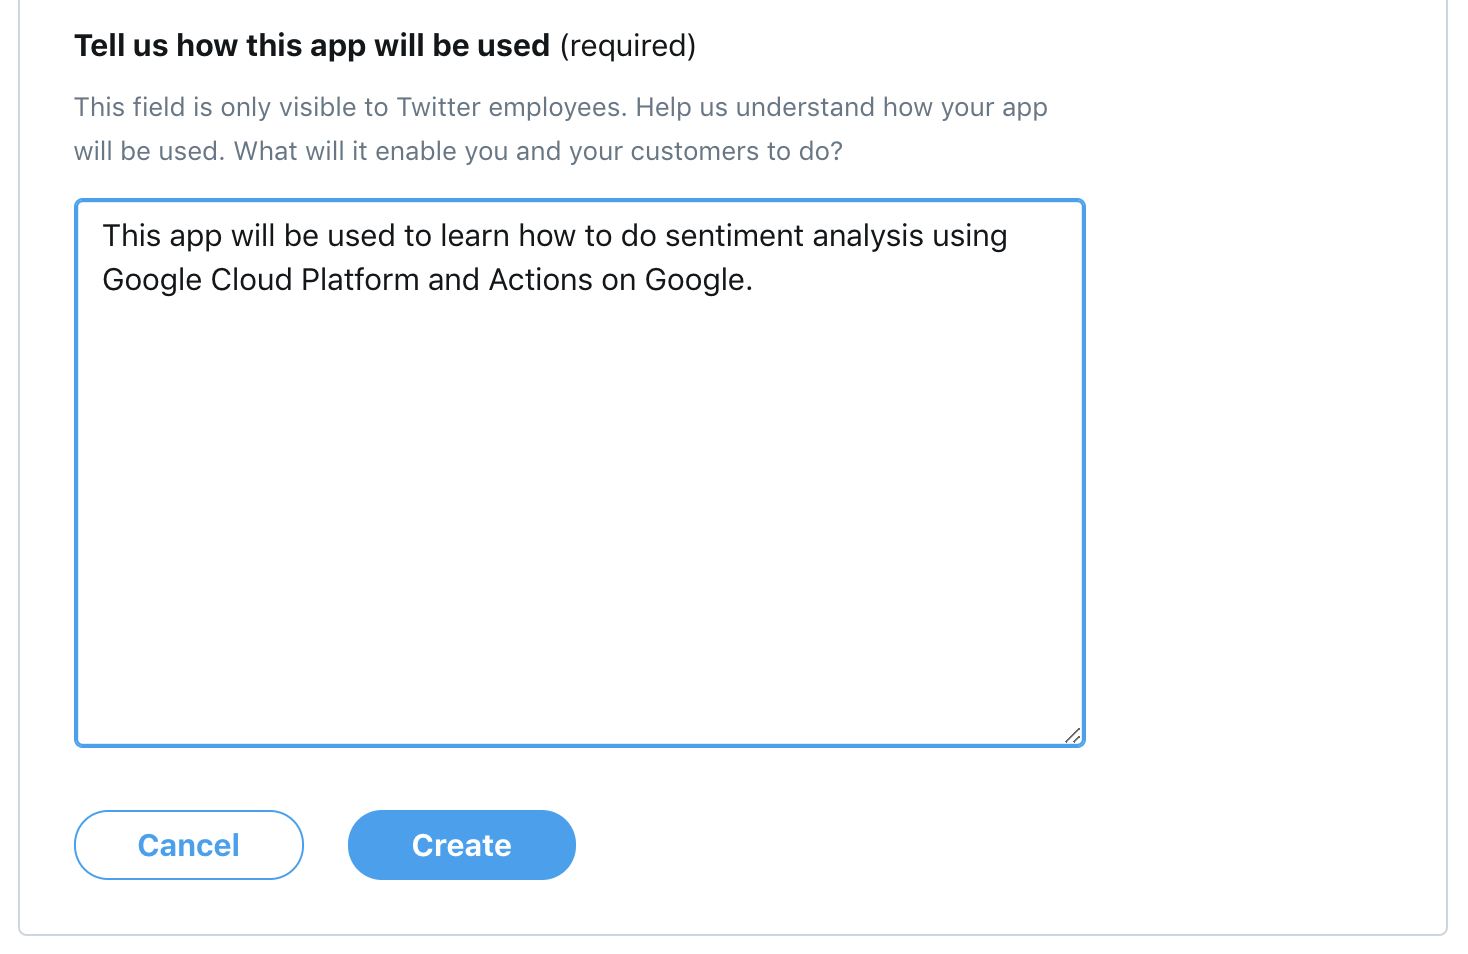 Tell us how this app will be used (required)
This field is only visible to Twitter employees. Help us understand how your app
will be used. What will it enable you and your customers to do?
This app will be used to learn how to do sentiment analysis using
Google Cloud Platform and Actions on Google.
Cancel
Create